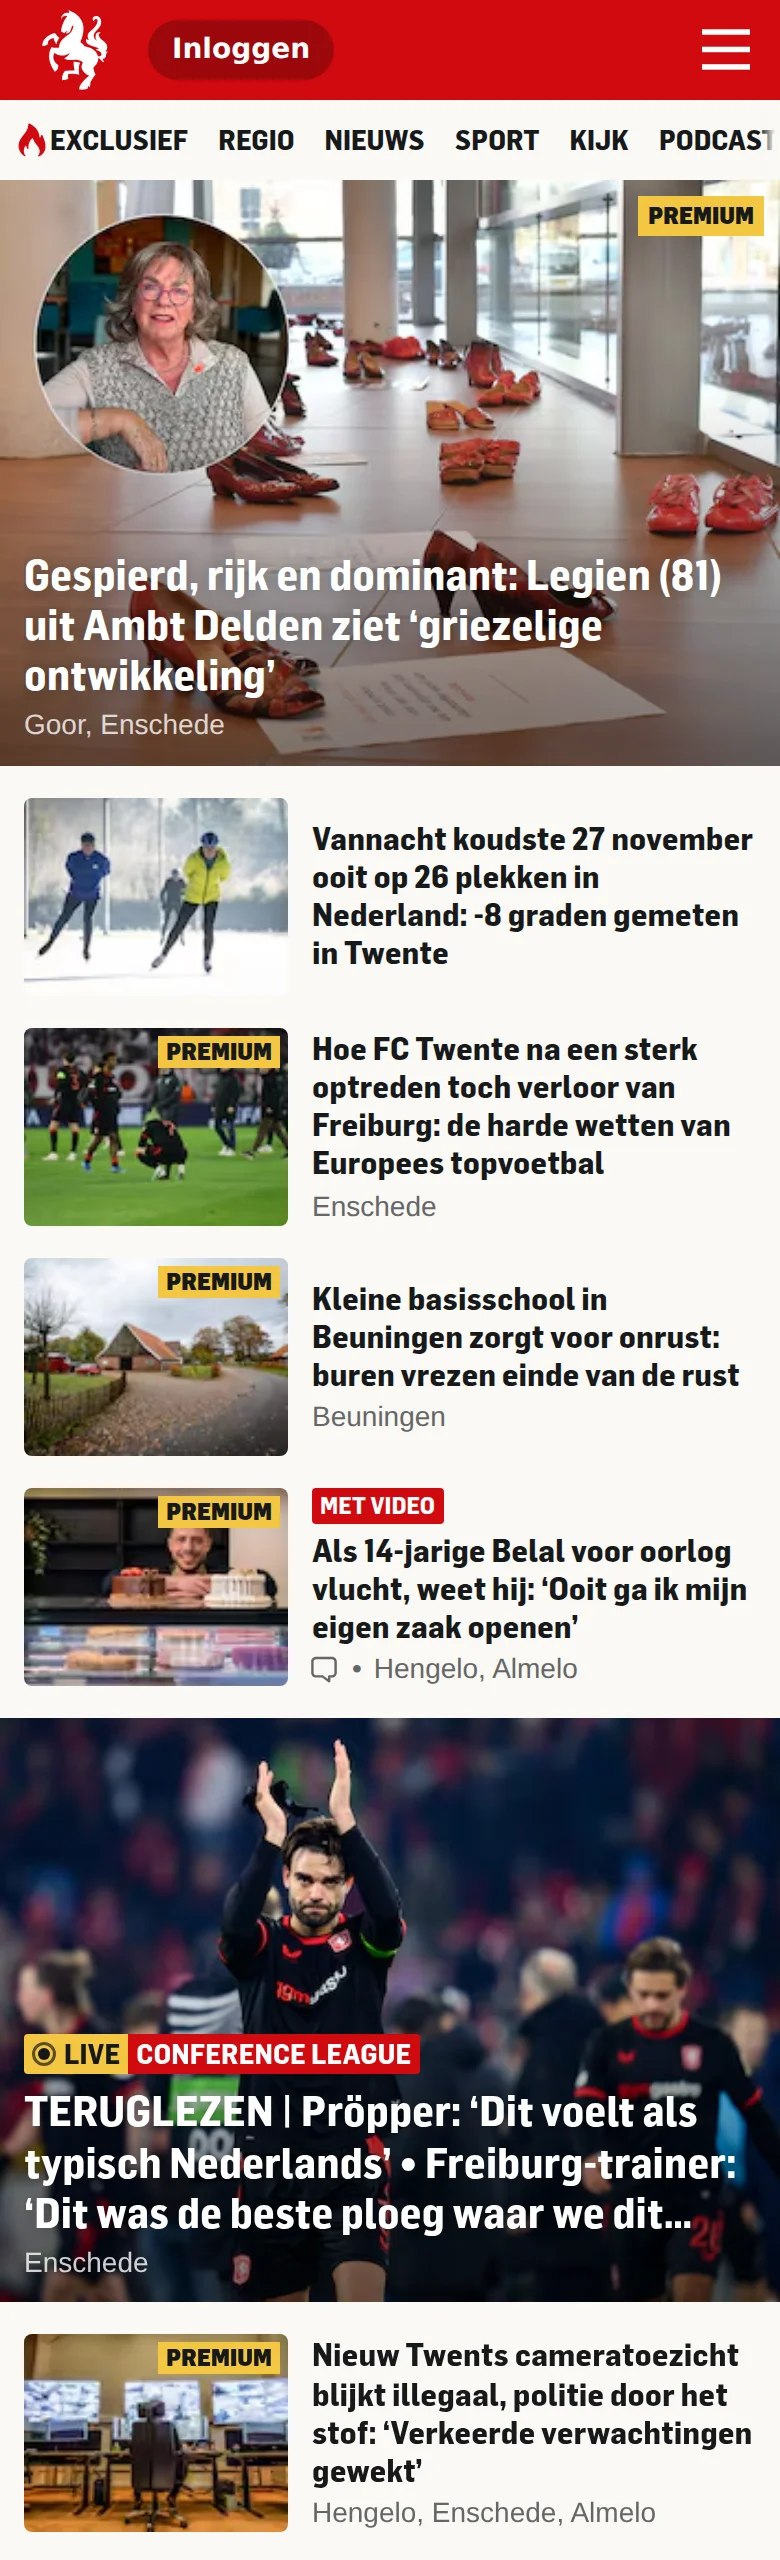 Inloggen
EXCLUSIEF REGIO NIEUWS SPORT KIJK PODCAST
PREMIUM
Gespierd, rijk en dominant: Legien (81)
uit Ambt Delden ziet ‘griezelige
ontwikkeling’
Goor, Enschede
Vannacht koudste 27 november
ooit op 26 plekken in
Nederland: -8 graden gemeten
in Twente
PREMIUM
Hoe FC Twente na een sterk
optreden toch verloor van
Freiburg: de harde wetten van
Europees topvoetbal
Enschede
PREMIUM
Kleine basisschool in
Beuningen zorgt voor onrust:
buren vrezen einde van de rust
Beuningen
PREMIUM
MET VIDEO
Als 14-jarige Belal voor oorlog
vlucht, weet hij: ‘Ooit ga ik mijn
eigen zaak openen’
• Hengelo, Almelo
LIVE CONFERENCE LEAGUE
TERUGLEZEN | Pröpper: ‘Dit voelt als
typisch Nederlands’ • Freiburg-trainer:
‘Dit was de beste ploeg waar we dit...
Enschede
PREMIUM
Nieuw Twents cameratoezicht
blijkt illegaal, politie door het
stof: ‘Verkeerde verwachtingen
gewekt’
Hengelo, Enschede, Almelo